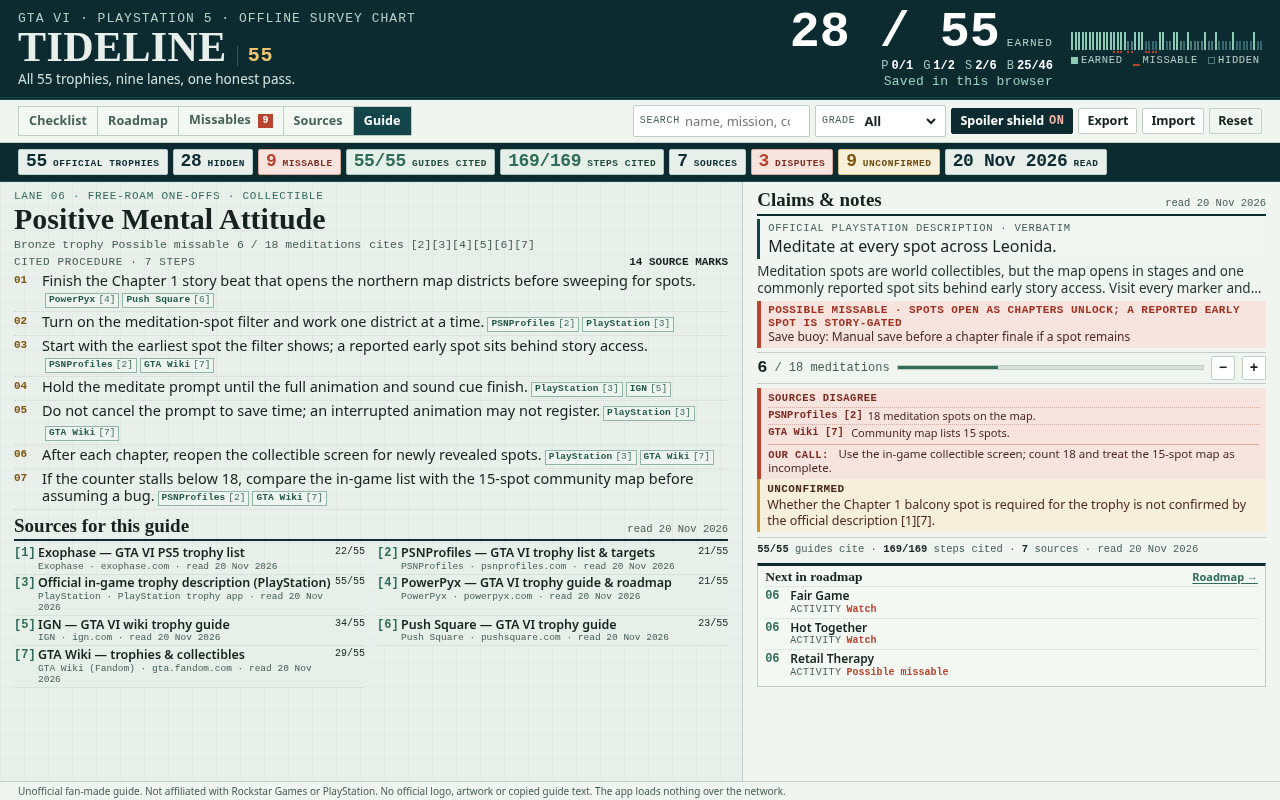 GTA VI · PLAYSTATION 5 · OFFLINE SURVEY CHART
TIDELINE 55
All 55 trophies, nine lanes, one honest pass.
28 / 55 EARNED
P 0/1 G 1/2 S 2/6 B 25/46
Saved in this browser
EARNED MISSABLE HIDDEN
Checklist Roadmap Missables 9 Sources Guide
SEARCH name, mission, cc GRADE All Spoiler shield ON Export Import Reset
55 OFFICIAL TROPHIES 28 HIDDEN 9 MISSABLE 55/55 GUIDES CITED 169/169 STEPS CITED 7 SOURCES 3 DISPUTES 9 UNCONFIRMED 20 Nov 2026 READ
LANE 06 · FREE-ROAM ONE-OFFS · COLLECTIBLE
Positive Mental Attitude
Bronze trophy Possible missable 6 / 18 meditations cites [2][3][4][5][6][7]
CITED PROCEDURE · 7 STEPS 14 SOURCE MARKS
01 Finish the Chapter 1 story beat that opens the northern map districts before sweeping for spots.
PowerPyx [4] Push Square [6]
02 Turn on the meditation-spot filter and work one district at a time. PSNProfiles [2] PlayStation [3]
03 Start with the earliest spot the filter shows; a reported early spot sits behind story access.
PSNProfiles [2] GTA Wiki [7]
04 Hold the meditate prompt until the full animation and sound cue finish. PlayStation [3] IGN [5]
05 Do not cancel the prompt to save time; an interrupted animation may not register. PlayStation [3]
GTA Wiki [7]
06 After each chapter, reopen the collectible screen for newly revealed spots. PlayStation [3] GTA Wiki [7]
07 If the counter stalls below 18, compare the in-game list with the 15-spot community map before
assuming a bug. PSNProfiles [2] GTA Wiki [7]
Sources for this guide read 20 Nov 2026
[1] Exophase — GTA VI PS5 trophy list 22/55
Exophase · exophase.com · read 20 Nov 2026
[2] PSNProfiles — GTA VI trophy list & targets 21/55
PSNProfiles · psnprofiles.com · read 20 Nov 2026
[3] Official in-game trophy description (PlayStation) 55/55
PlayStation · PlayStation trophy app · read 20 Nov
2026
[4] PowerPyx — GTA VI trophy guide & roadmap 21/55
PowerPyx · powerpyx.com · read 20 Nov 2026
[5] IGN — GTA VI wiki trophy guide 34/55
IGN · ign.com · read 20 Nov 2026
[6] Push Square — GTA VI trophy guide 23/55
Push Square · pushsquare.com · read 20 Nov 2026
[7] GTA Wiki — trophies & collectibles 29/55
GTA Wiki (Fandom) · gta.fandom.com · read 20 Nov
2026
Claims & notes read 20 Nov 2026
OFFICIAL PLAYSTATION DESCRIPTION · VERBATIM
Meditate at every spot across Leonida.
Meditation spots are world collectibles, but the map opens in stages and one
commonly reported spot sits behind early story access. Visit every marker and…
POSSIBLE MISSABLE · SPOTS OPEN AS CHAPTERS UNLOCK; A REPORTED EARLY
SPOT IS STORY-GATED
Save buoy: Manual save before a chapter finale if a spot remains
6 / 18 meditations − +
SOURCES DISAGREE
PSNProfiles [2] 18 meditation spots on the map.
GTA Wiki [7] Community map lists 15 spots.
OUR CALL: Use the in-game collectible screen; count 18 and treat the 15-spot map as
incomplete.
UNCONFIRMED
Whether the Chapter 1 balcony spot is required for the trophy is not confirmed by
the official description [1][7].
55/55 guides cite · 169/169 steps cited · 7 sources · read 20 Nov 2026
Next in roadmap Roadmap →
06 Fair Game
ACTIVITY Watch
06 Hot Together
ACTIVITY Watch
06 Retail Therapy
ACTIVITY Possible missable
Unofficial fan-made guide. Not affiliated with Rockstar Games or PlayStation. No official logo, artwork or copied guide text. The app loads nothing over the network.